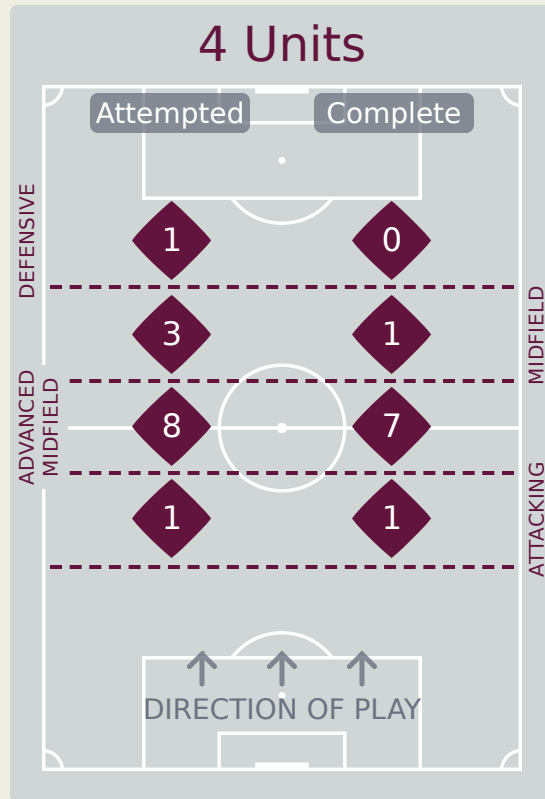 4 Units
Attempted Complete
DEFENSIVE
1 0
MIDFIELD
3 1
ADVANCED
MIDFIELD
8 7
ATTACKING
1 1
DIRECTION OF PLAY